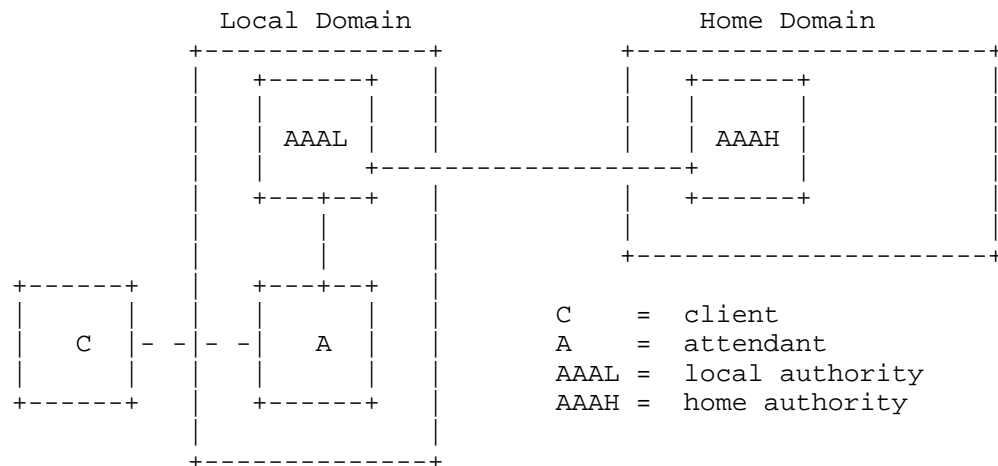 Local Domain Home Domain
AAAL AAAH
C = client
C A A = attendant
AAAL = local authority
AAAH = home authority